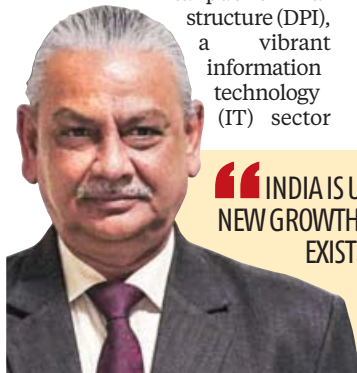 structure (DPI),
a vibrant
information
technology
(IT) sector
“INDIA IS U
NEW GROWTH
EXIST